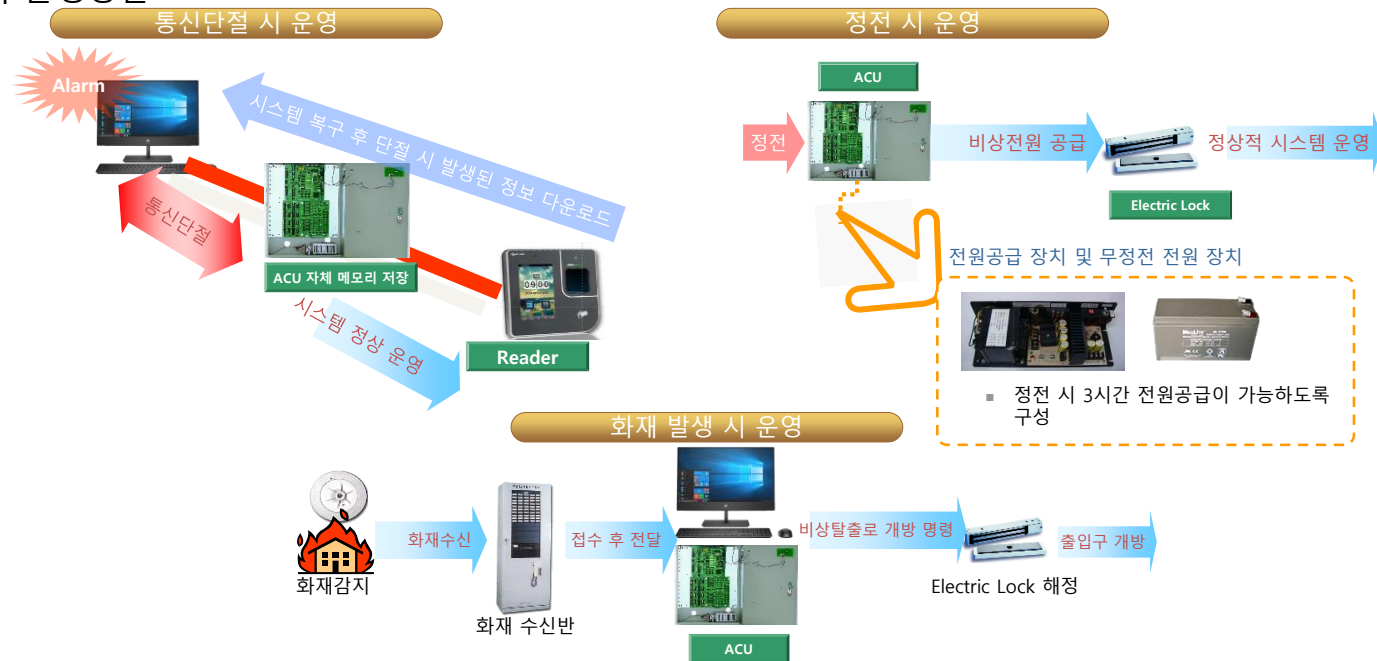 통신단절 시 운영
Alarm
시스템 복구 후 단절 시 발생된 정보 다운로드
통신단절
ACU 자체 메모리 저장
시스템 정상 운영
09:00
Reader
정전 시 운영
ACU
정전
비상전원 공급
정상적 시스템 운영
Electric Lock
전원공급 장치 및 무정전 전원 장치
■ 정전 시 3시간 전원공급이 가능하도록
구성
화재 발생 시 운영
화재수신
접수 후 전달
비상탈출로 개방 명령
출입구 개방
화재감지
화재 수신반
Electric Lock 해정
ACU